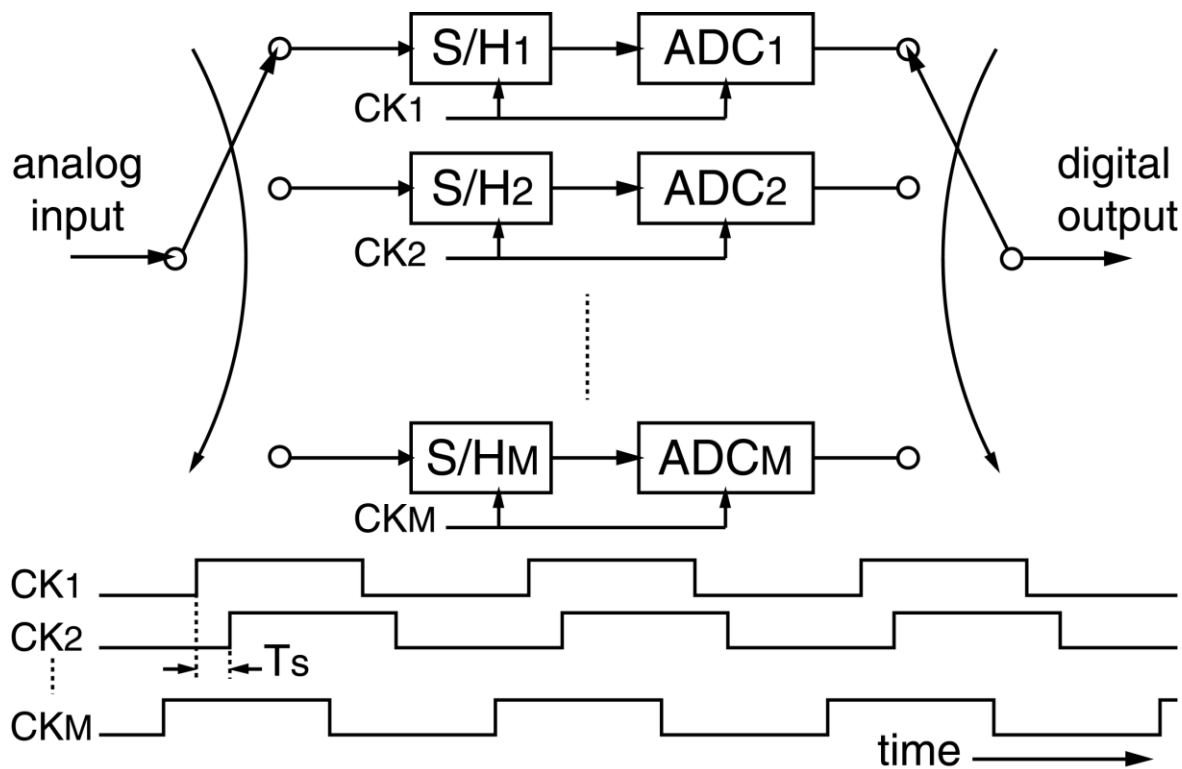 S/H1 ADC1
CK1
analog input
digital output
S/H2 ADC2
CK2
S/HM ADCM
CKM
CK1
CK2
Ts
CKM
time